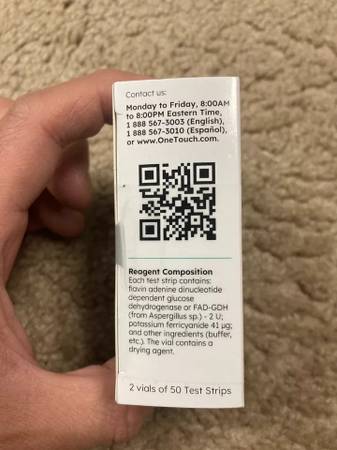 Contact us:
Monday to Friday, 8:00AM
to 8:00PM Eastern Time,
1 888 567-3003 (English),
1 888 567-3010 (Español),
or www.OneTouch.com.
Reagent Composition
Each test strip contains:
flavin adenine dinucleotide
dependent glucose
dehydrogenase or FAD-GDH
(from Aspergillus sp.) - 2 U;
potassium ferricyanide 41 µg;
and other ingredients (buffer,
etc.). The vial contains a
drying agent.
2 vials of 50 Test Strips